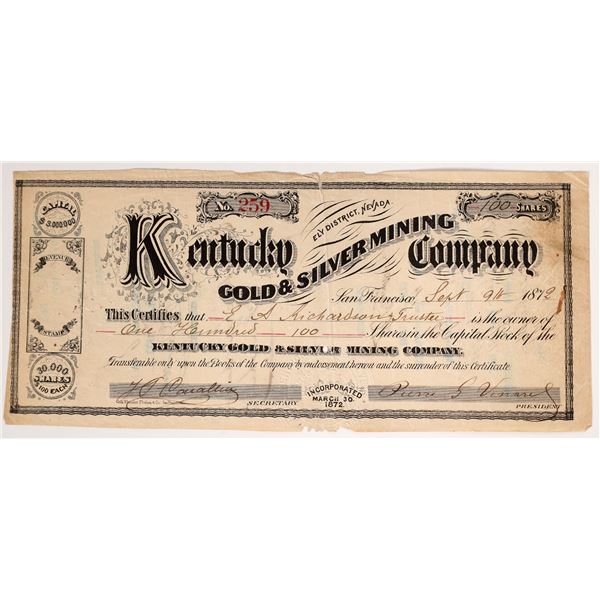 CAPITAL
$3,000,000
REVENUE
STAMP
30,000
SHARES
$100 EACH
No. 259
ELY DISTRICT, NEVADA.
100 SHARES
Kentucky
GOLD & SILVER MINING
Company
San Francisco, Sept 9th 1872
This Certifies that E A Richardson Trustee is the owner of
One Hundred 100 Shares in the Capital Stock of the
KENTUCKY GOLD & SILVER MINING COMPANY.
Transferable only upon the Books of the Company by endorsement hereon and the surrender of this Certificate.
SECRETARY
INCORPORATED
MARCH 30.
1872.
PRESIDENT